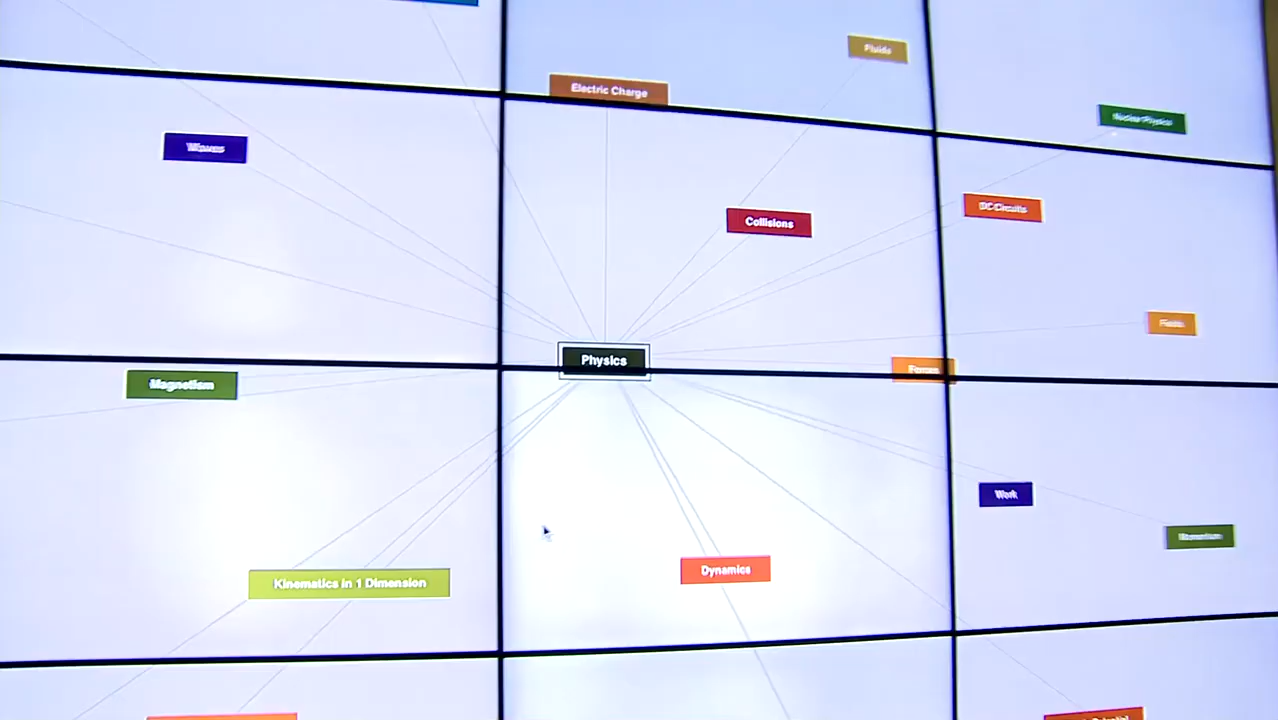 Fluids
Electric Charge
Nuclear Physics
Waves
DC Circuits
Collisions
Fields
Physics
Forces
Magnetism
Work
Momentum
Dynamics
Kinematics in 1 Dimension